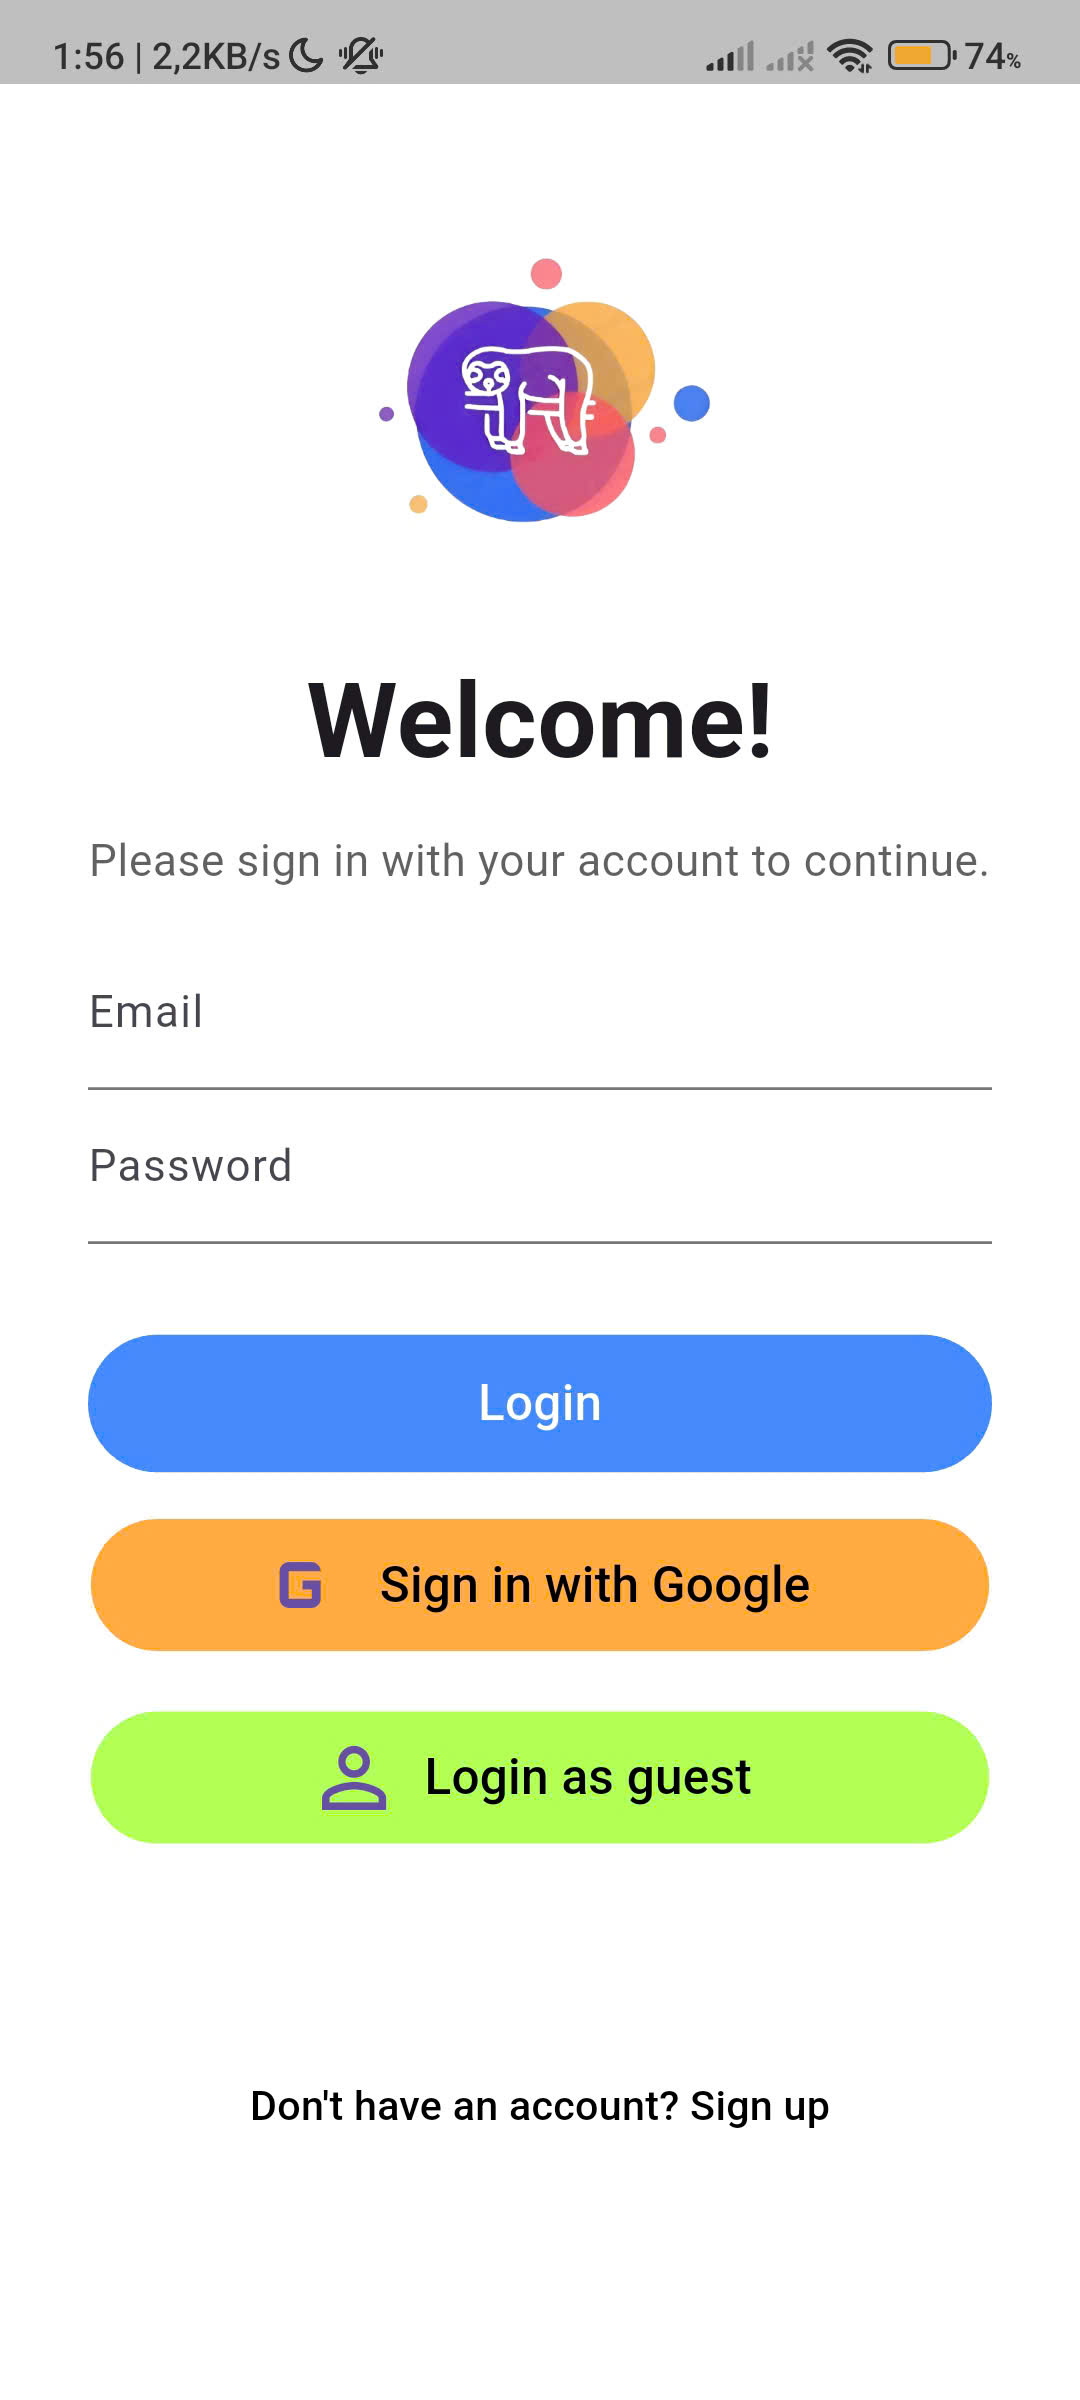 1:56 | 2,2KB/s 74%
Welcome!
Please sign in with your account to continue.
Email
Password
Login
G Sign in with Google
Login as guest
Don't have an account? Sign up